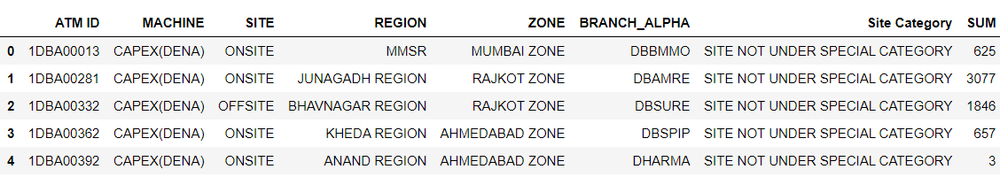 ATM ID MACHINE SITE REGION ZONE BRANCH_ALPHA Site Category SUM
0 1DBA00013 CAPEX(DENA) ONSITE MMSR MUMBAI ZONE DBBMMO SITE NOT UNDER SPECIAL CATEGORY 625
1 1DBA00281 CAPEX(DENA) ONSITE JUNAGADH REGION RAJKOT ZONE DBAMRE SITE NOT UNDER SPECIAL CATEGORY 3077
2 1DBA00332 CAPEX(DENA) OFFSITE BHAVNAGAR REGION RAJKOT ZONE DBSURE SITE NOT UNDER SPECIAL CATEGORY 1846
3 1DBA00362 CAPEX(DENA) ONSITE KHEDA REGION AHMEDABAD ZONE DBSPIP SITE NOT UNDER SPECIAL CATEGORY 657
4 1DBA00392 CAPEX(DENA) ONSITE ANAND REGION AHMEDABAD ZONE DHARMA SITE NOT UNDER SPECIAL CATEGORY 3